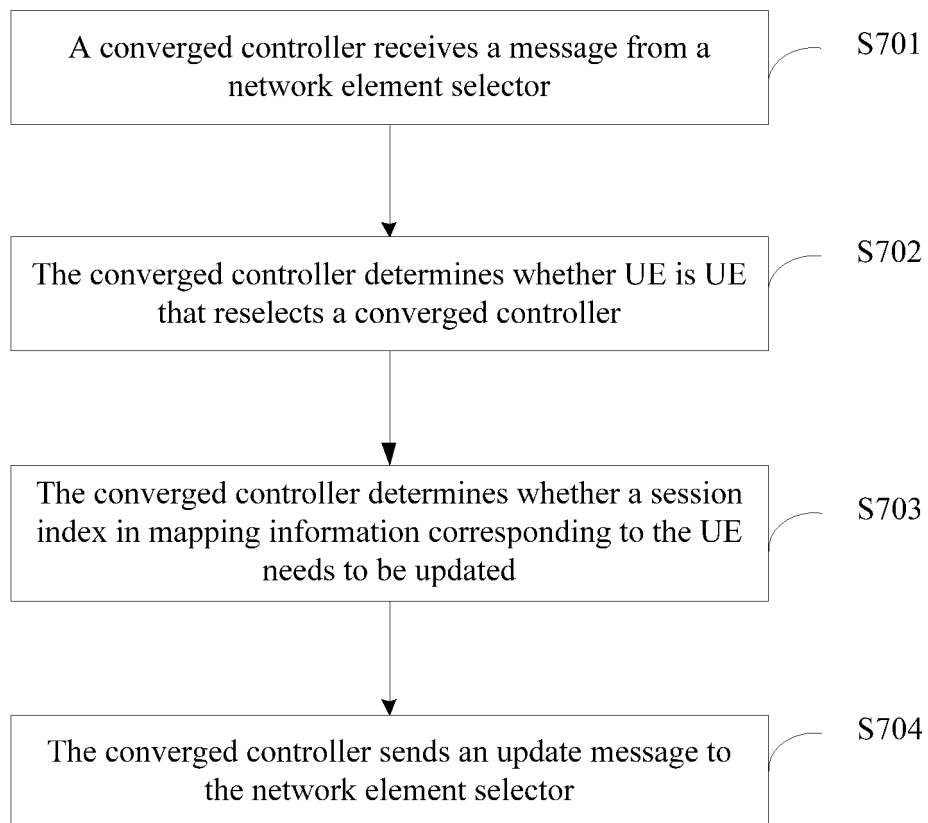 A converged controller receives a message from a
network element selector
S701
The converged controller determines whether UE is UE
that reselects a converged controller
S702
The converged controller determines whether a session
index in mapping information corresponding to the UE
needs to be updated
S703
The converged controller sends an update message to
the network element selector
S704